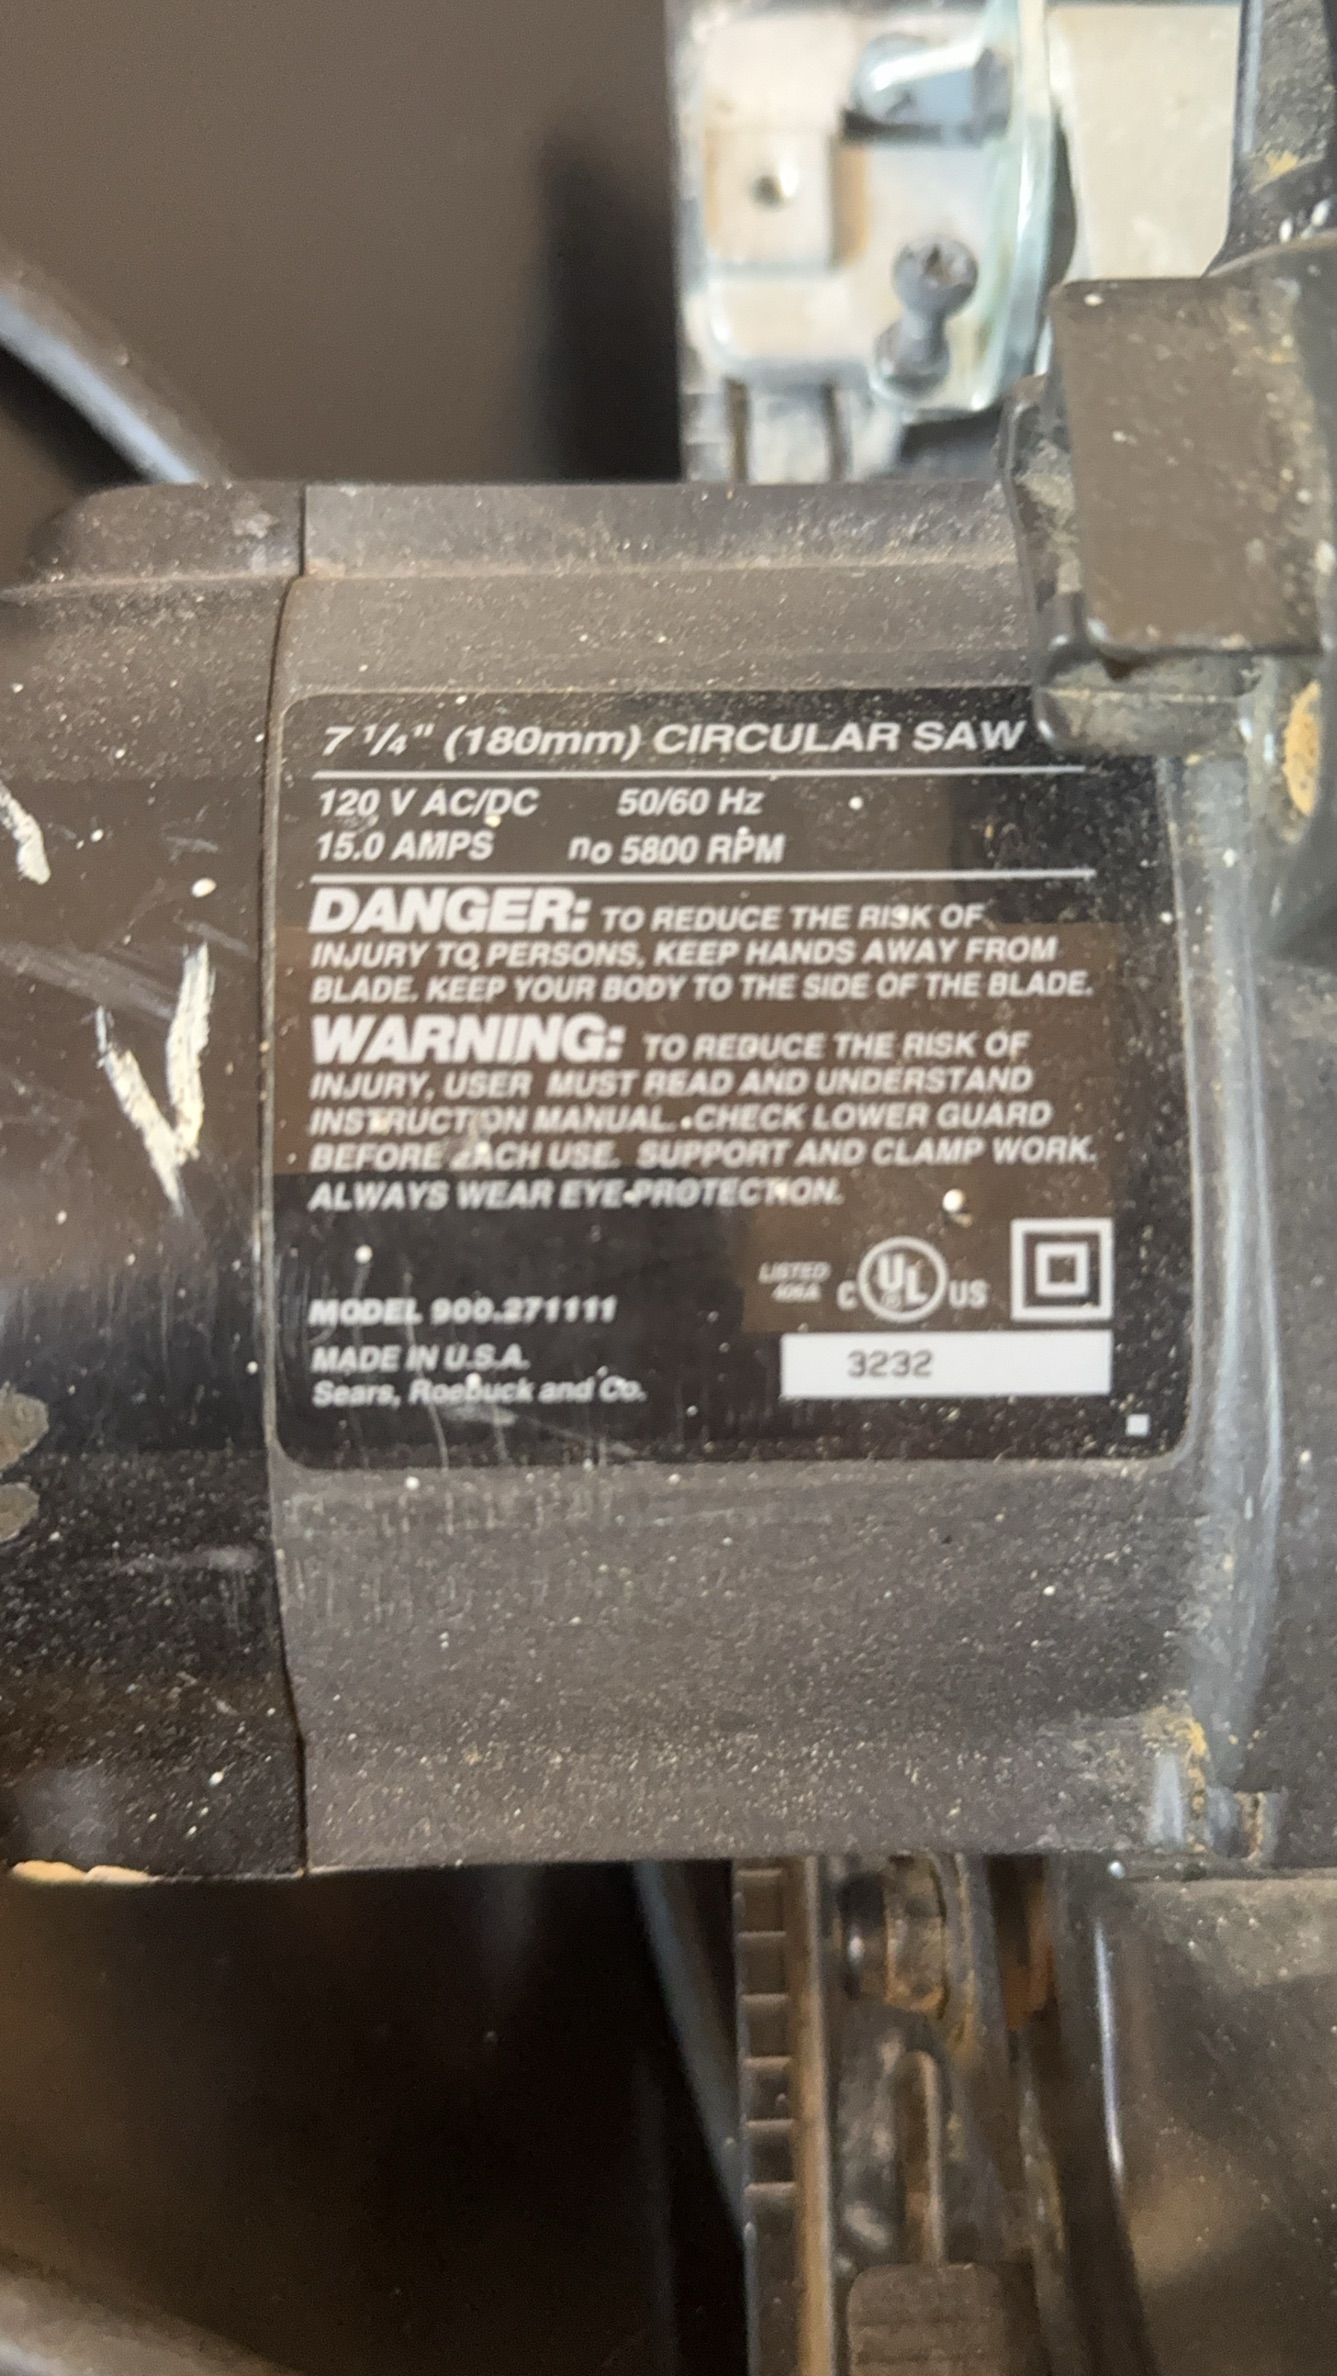 7 1/4" (180mm) CIRCULAR SAW
120 V AC/DC 50/60 Hz
15.0 AMPS no 5800 RPM
DANGER: TO REDUCE THE RISK OF
INJURY TO PERSONS, KEEP HANDS AWAY FROM
BLADE. KEEP YOUR BODY TO THE SIDE OF THE BLADE.
WARNING: TO REDUCE THE RISK OF
INJURY, USER MUST READ AND UNDERSTAND
INSTRUCTION MANUAL. CHECK LOWER GUARD
BEFORE EACH USE. SUPPORT AND CLAMP WORK.
ALWAYS WEAR EYE PROTECTION.
LISTED
C UL US
MODEL 900.271111
MADE IN U.S.A.
3232
Sears, Roebuck and Co.